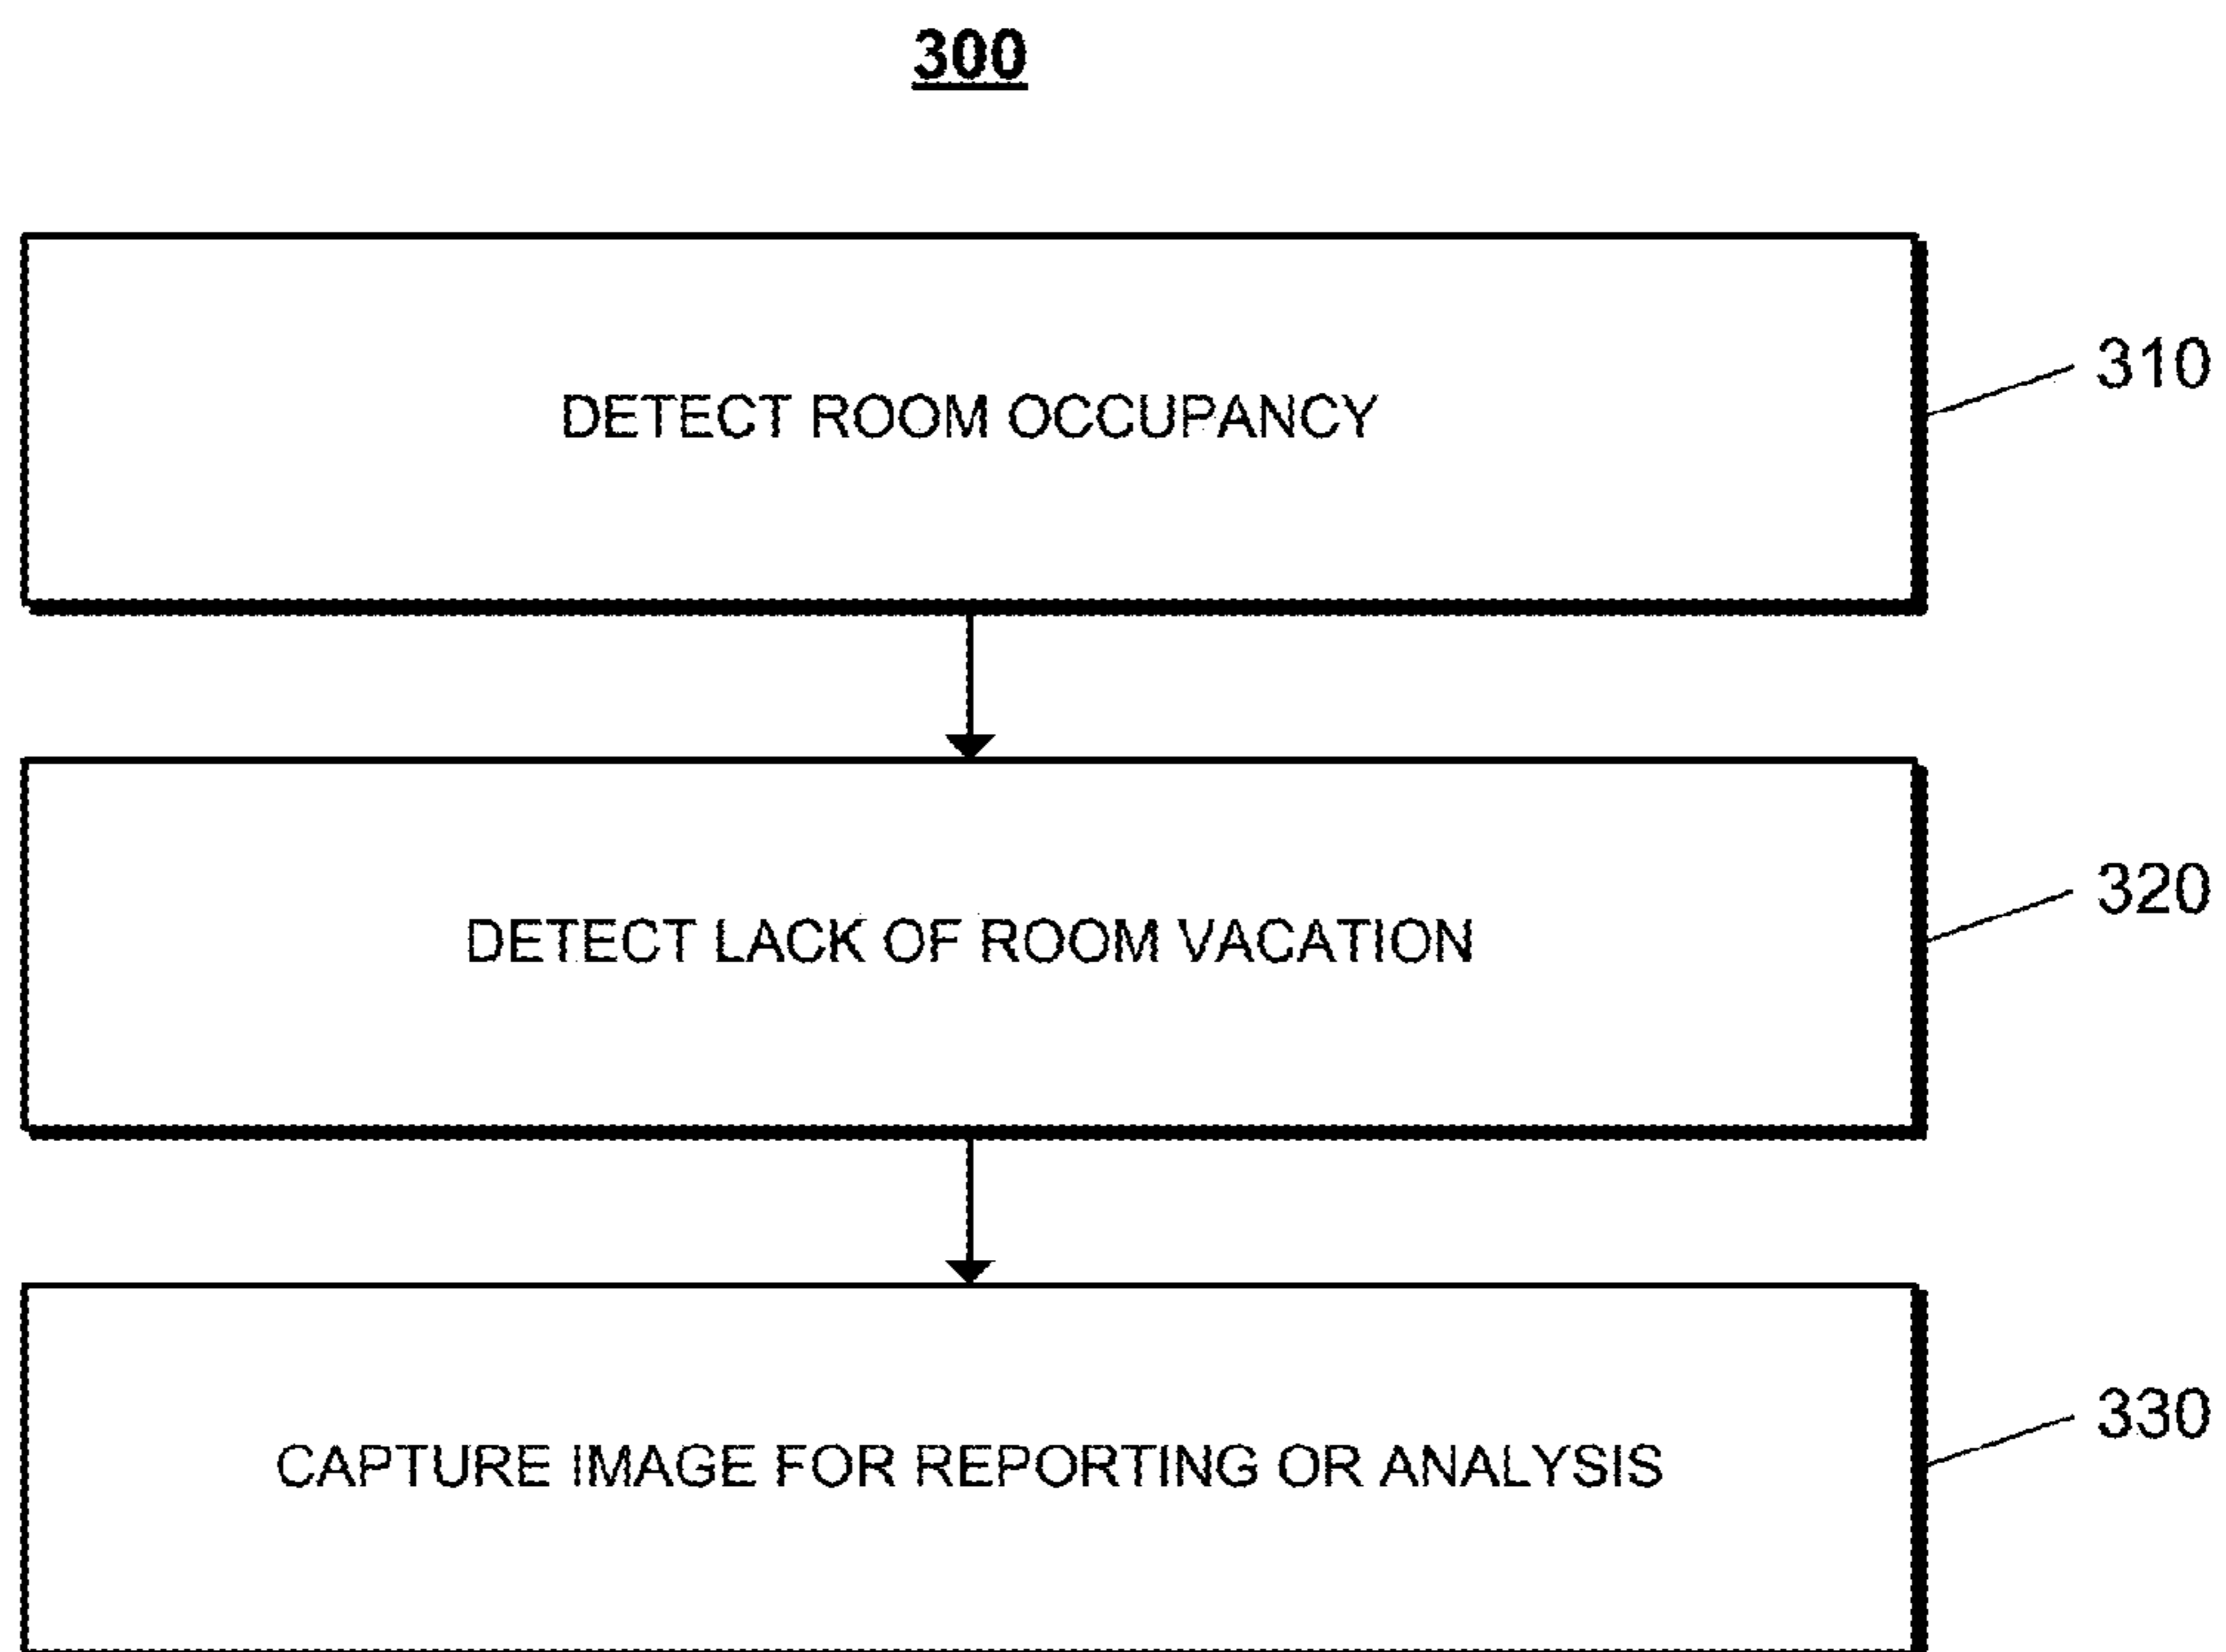 300
DETECT ROOM OCCUPANCY
310
DETECT LACK OF ROOM VACATION
320
CAPTURE IMAGE FOR REPORTING OR ANALYSIS
330